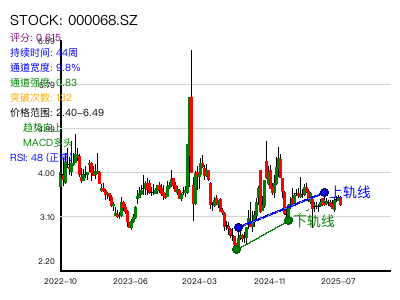 STOCK: 000068.SZ
评分: 0.615
持续时间: 44周
通道宽度: 9.8%
通道强度: 0.83
突破次数: 132
价格范围: 2.40-6.49
趋势向上
MACD多头
RSI: 48 (正常)
4.00
3.10
2.20
上轨线
下轨线
2022-10
2023-06
2024-03
2024-11
2025-07